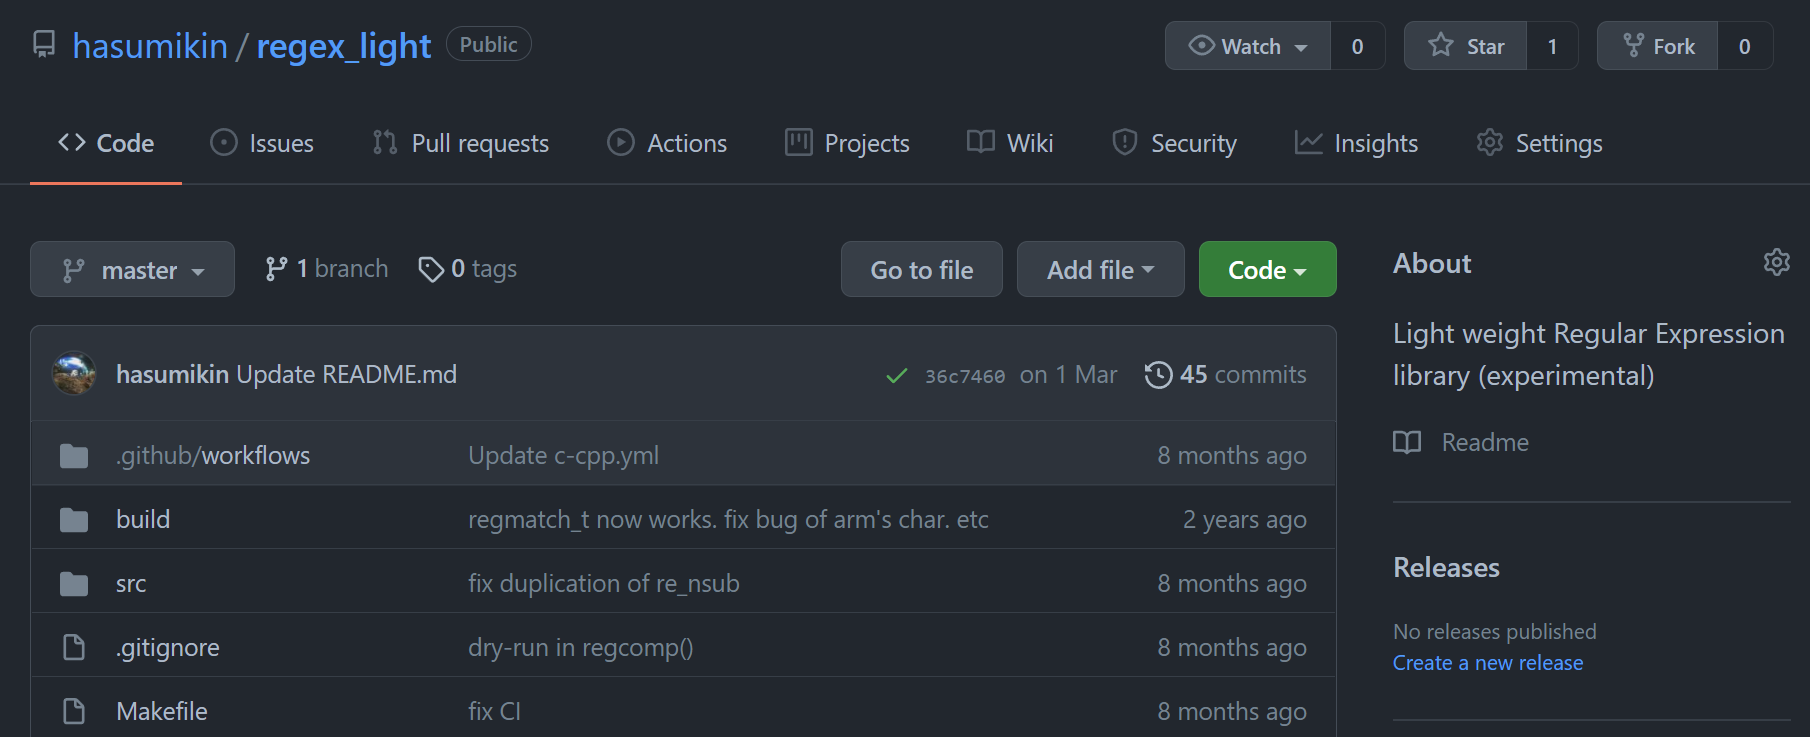 hasumikin / regex_light Public Watch 0 Star 1 Fork 0
Code Issues Pull requests Actions Projects Wiki Security Insights Settings
master 1 branch 0 tags Go to file Add file Code
hasumikin Update README.md 36c7460 on 1 Mar 45 commits
.github/workflows Update c-cpp.yml 8 months ago
build regmatch_t now works. fix bug of arm's char. etc 2 years ago
src fix duplication of re_nsub 8 months ago
.gitignore dry-run in regcomp() 8 months ago
Makefile fix CI 8 months ago
About
Light weight Regular Expression
library (experimental)
Readme
Releases
No releases published
Create a new release